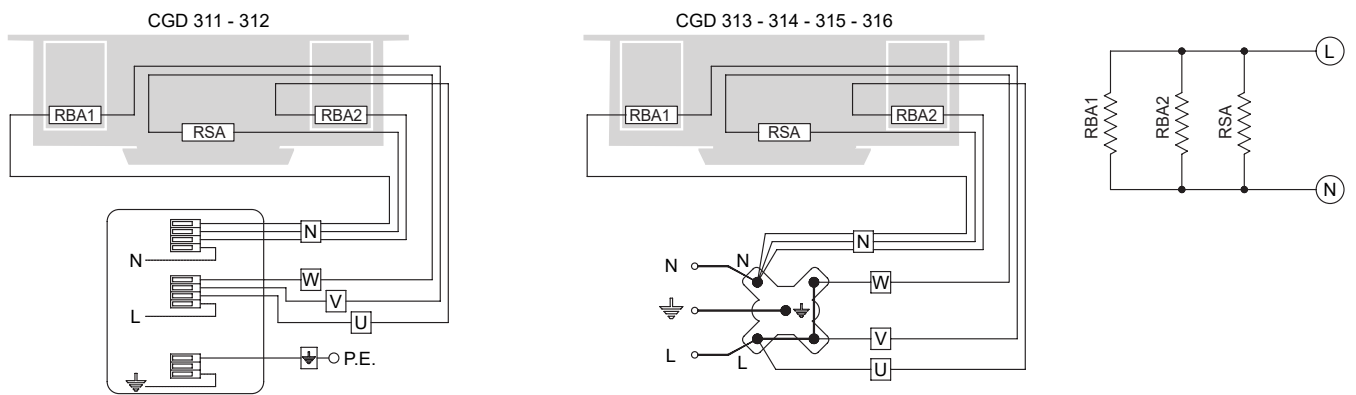 CGD 311 - 312
RBA1
RSA
RBA2
N
N
W
V
L
U
P.E.
CGD 313 - 314 - 315 - 316
RBA1
RSA
RBA2
N
N
N
W
V
L
L
U
L
RBA1
RBA2
RSA
N